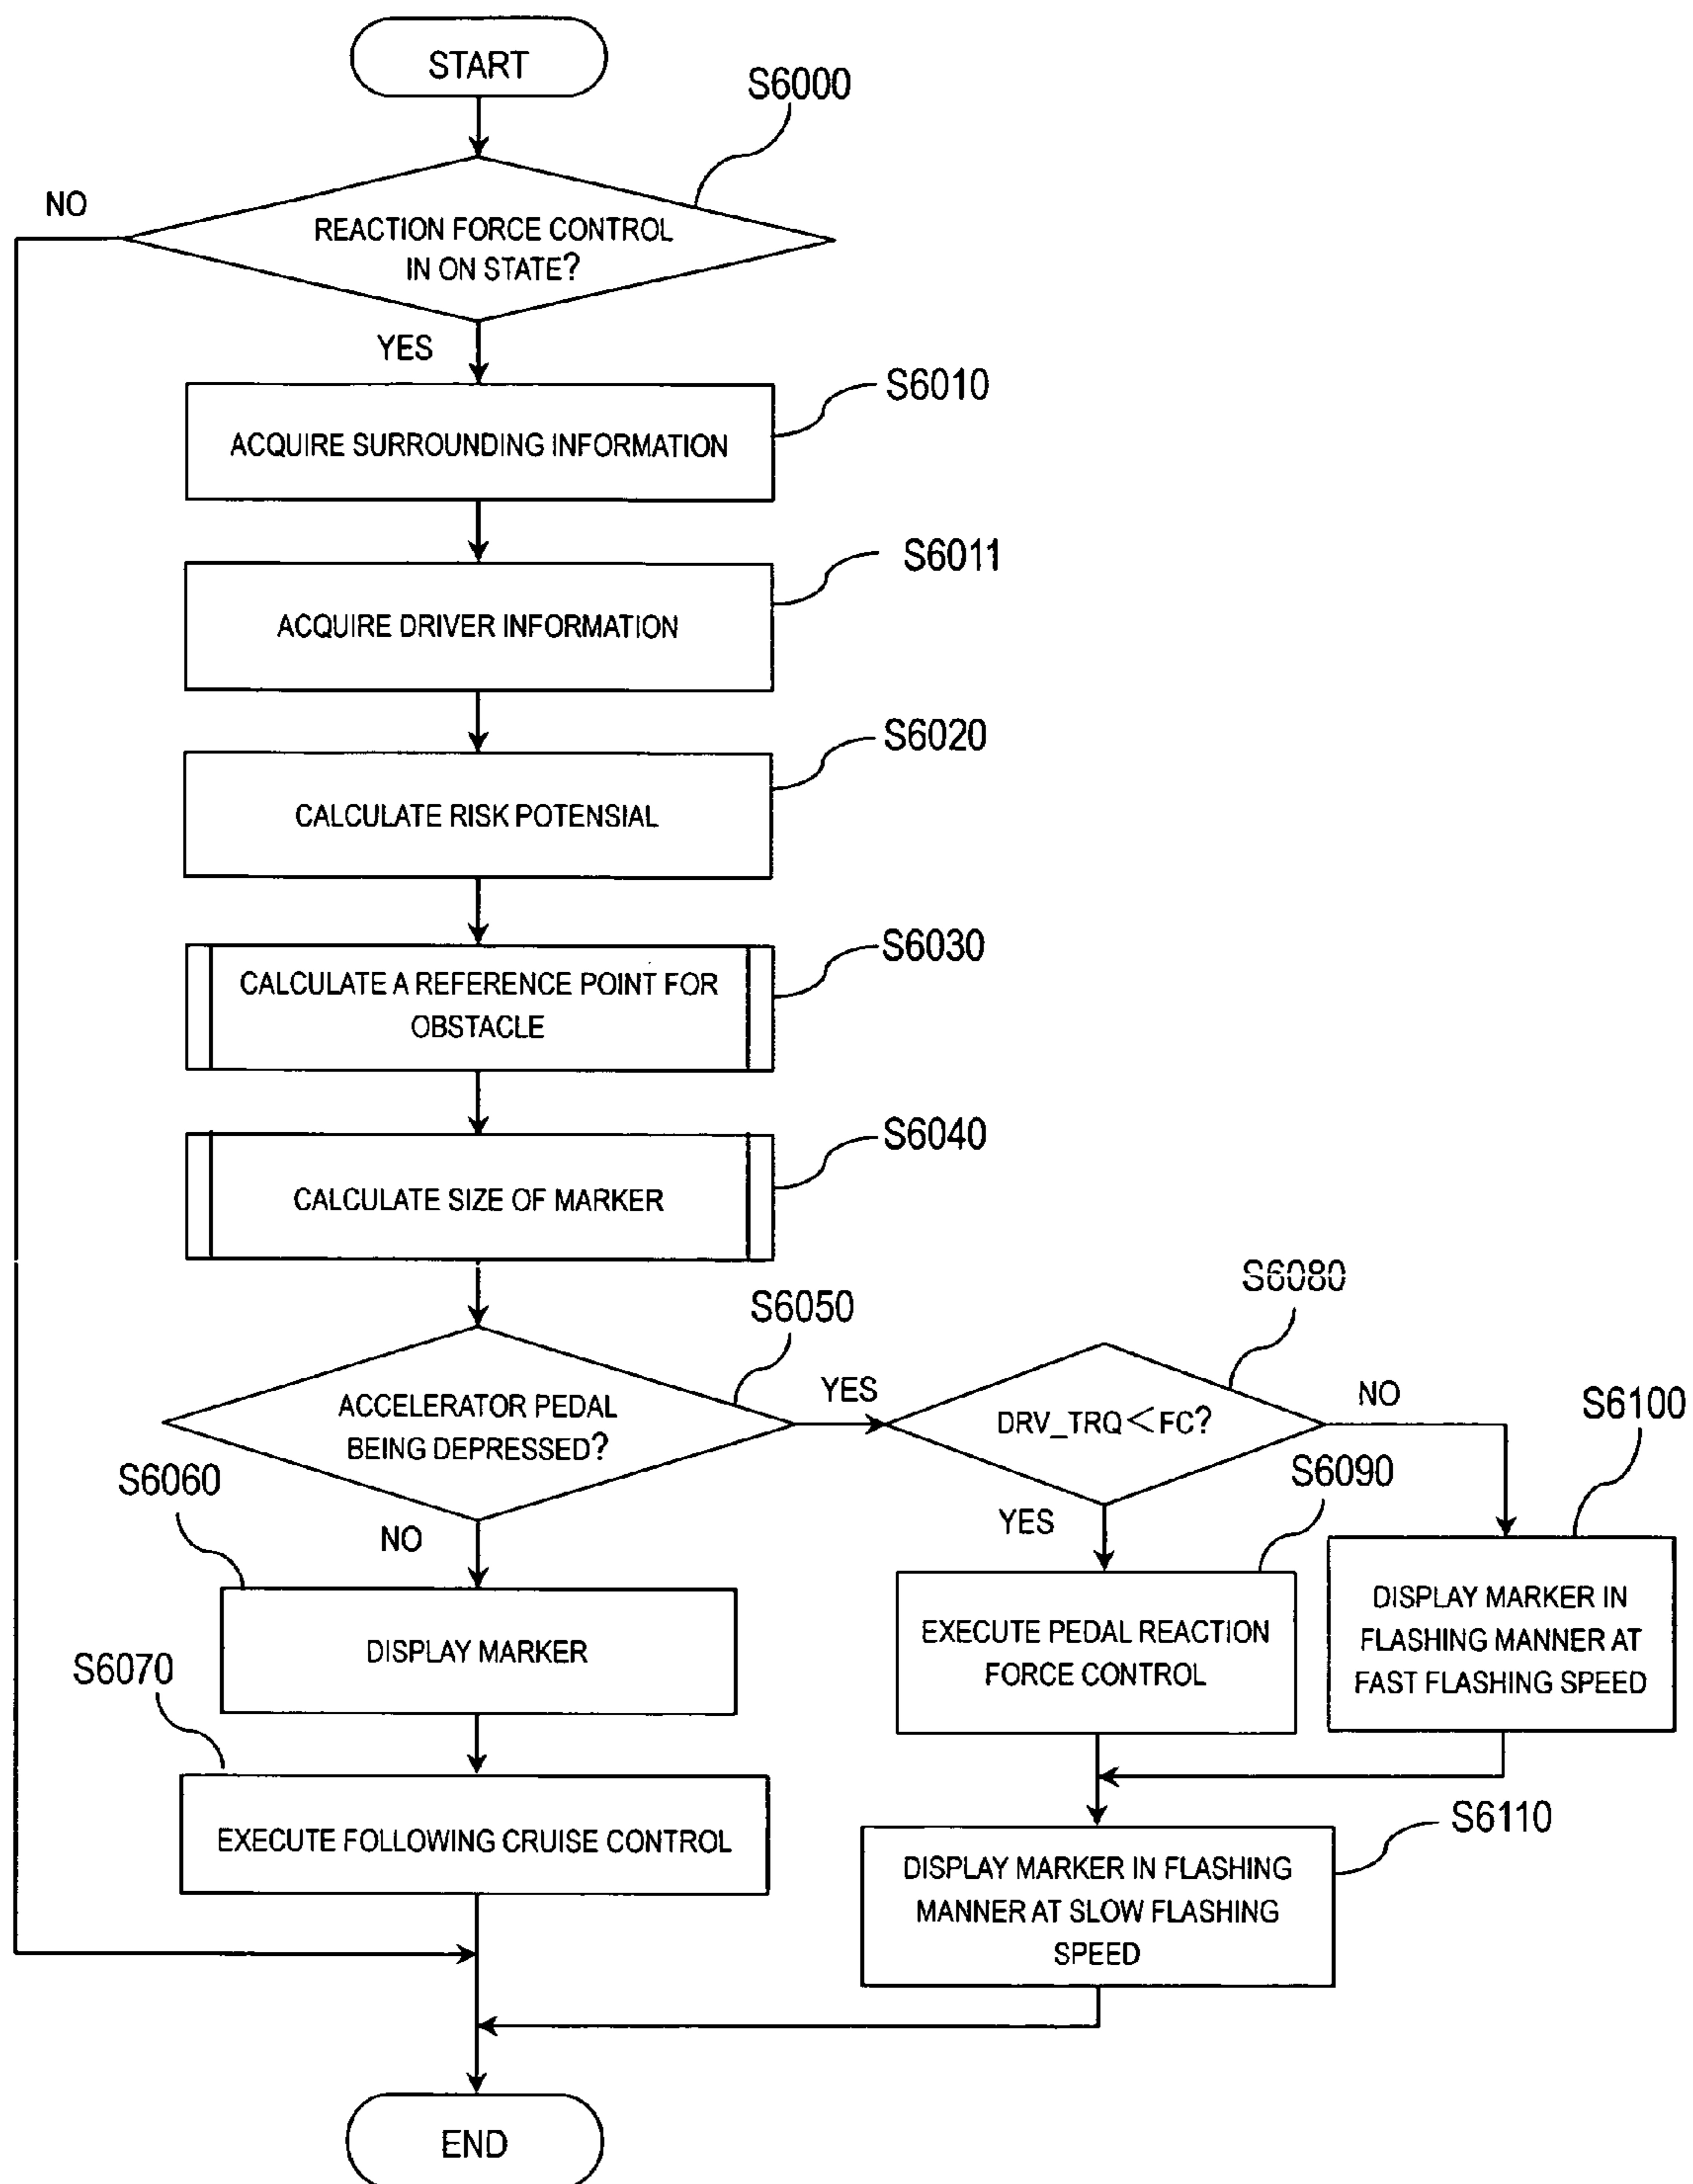 START
S6000
NO
REACTION FORCE CONTROL
IN ON STATE?
YES
S6010
ACQUIRE SURROUNDING INFORMATION
S6011
ACQUIRE DRIVER INFORMATION
S6020
CALCULATE RISK POTENSIAL
S6030
CALCULATE A REFERENCE POINT FOR
OBSTACLE
S6040
CALCULATE SIZE OF MARKER
S6050
ACCELERATOR PEDAL
BEING DEPRESSED?
YES
S6080
DRV_TRQ<FC?
NO
S6100
S6060
NO
DISPLAY MARKER
S6070
EXECUTE FOLLOWING CRUISE CONTROL
YES
S6090
EXECUTE PEDAL REACTION
FORCE CONTROL
DISPLAY MARKER IN
FLASHING MANNER AT
FAST FLASHING SPEED
S6110
DISPLAY MARKER IN FLASHING
MANNER AT SLOW FLASHING
SPEED
END